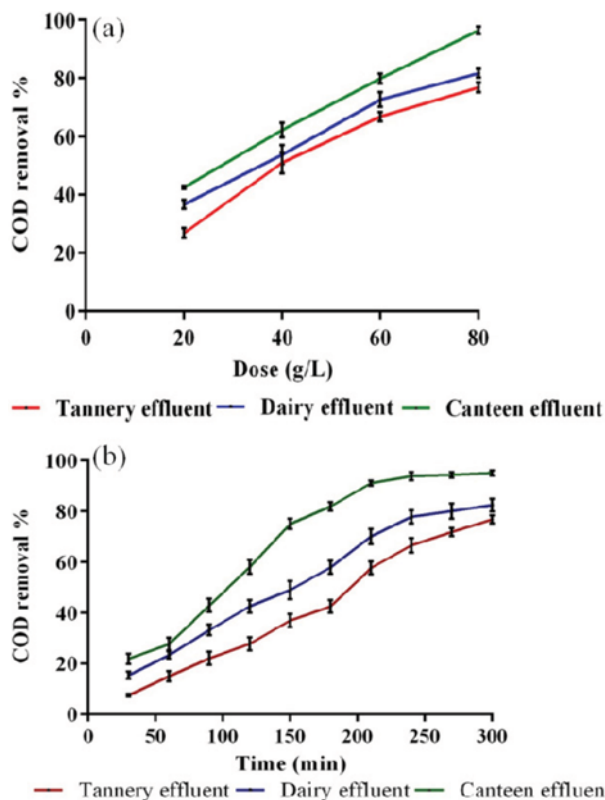 (a)
COD removal %
100
80
60
40
20
0
0 20 40 60 80
Dose (g/L)
Tannery effluent Dairy effluent Canteen effluent
(b)
COD removal %
100
80
60
40
20
0
0 50 100 150 200 250 300
Time (min)
Tannery effluent Dairy effluent Canteen effluen